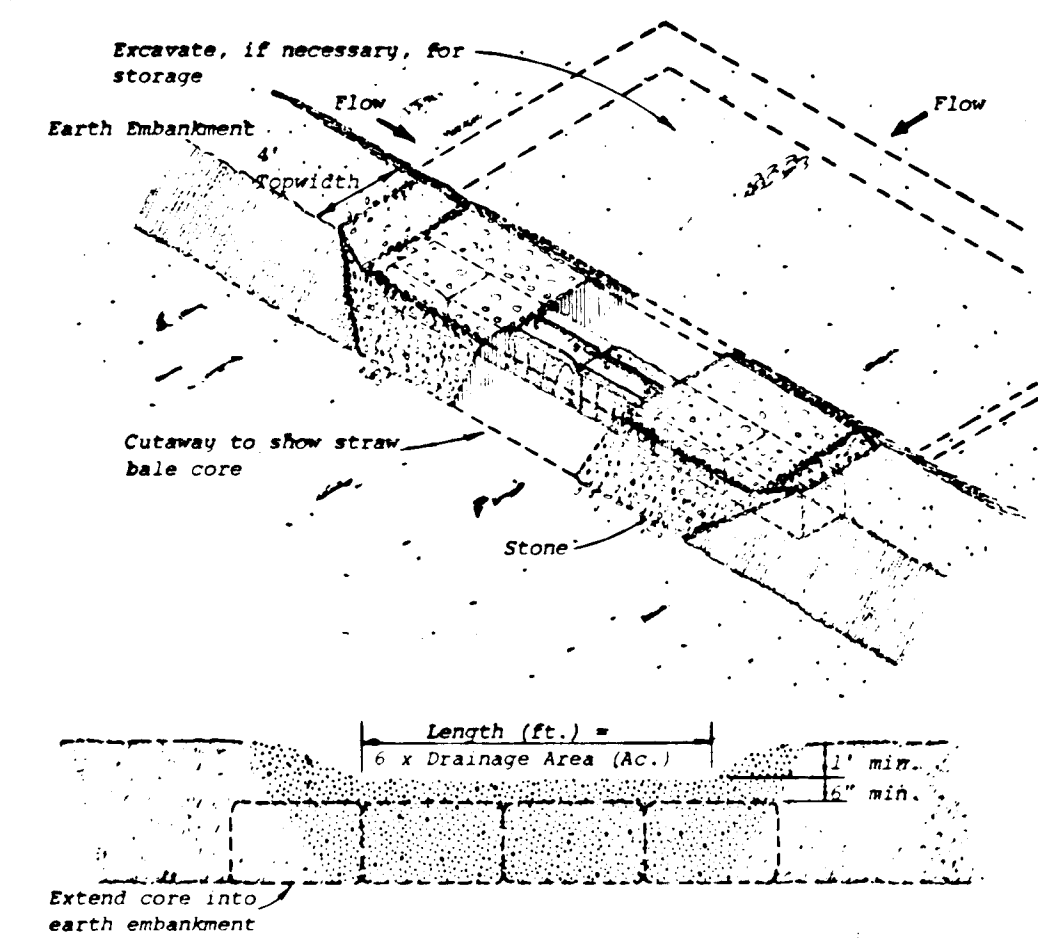 Excavate, if necessary, for
storage
Flow
Flow
Earth Embankment
4'
Topwidth
Cutaway to show straw
bale core
Stone
Length (ft.) =
6 x Drainage Area (Ac.)
1' min.
6" min.
Extend core into
earth embankment